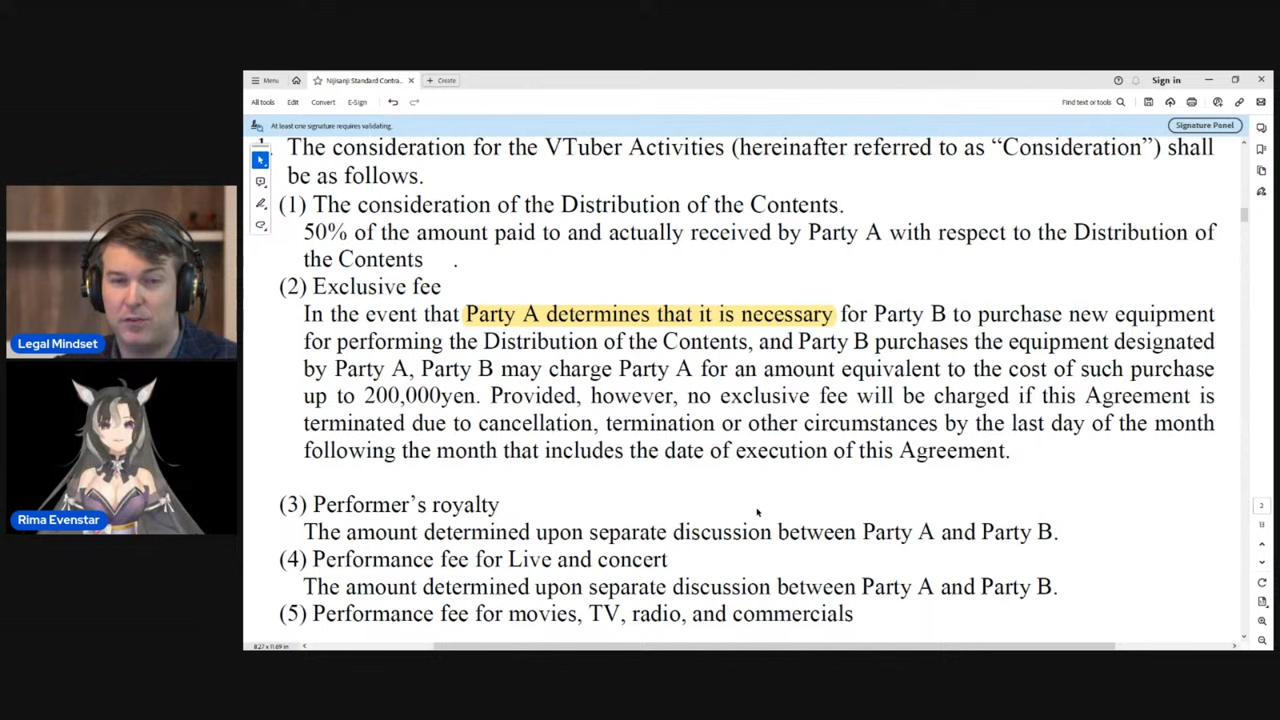 Menu
Nijisanji Standard Contra...
+ Create
Sign in
All tools
Edit
Convert
E-Sign
Find text or tools
At least one signature requires validating.
Signature Panel
The consideration for the VTuber Activities (hereinafter referred to as “Consideration”) shall
be as follows.
(1) The consideration of the Distribution of the Contents.
50% of the amount paid to and actually received by Party A with respect to the Distribution of
the Contents .
(2) Exclusive fee
In the event that Party A determines that it is necessary for Party B to purchase new equipment
for performing the Distribution of the Contents, and Party B purchases the equipment designated
by Party A, Party B may charge Party A for an amount equivalent to the cost of such purchase
up to 200,000yen. Provided, however, no exclusive fee will be charged if this Agreement is
terminated due to cancellation, termination or other circumstances by the last day of the month
following the month that includes the date of execution of this Agreement.
(3) Performer’s royalty
The amount determined upon separate discussion between Party A and Party B.
(4) Performance fee for Live and concert
The amount determined upon separate discussion between Party A and Party B.
(5) Performance fee for movies, TV, radio, and commercials
2
13
8.27 x 11.69 in
Legal Mindset
Rima Evenstar